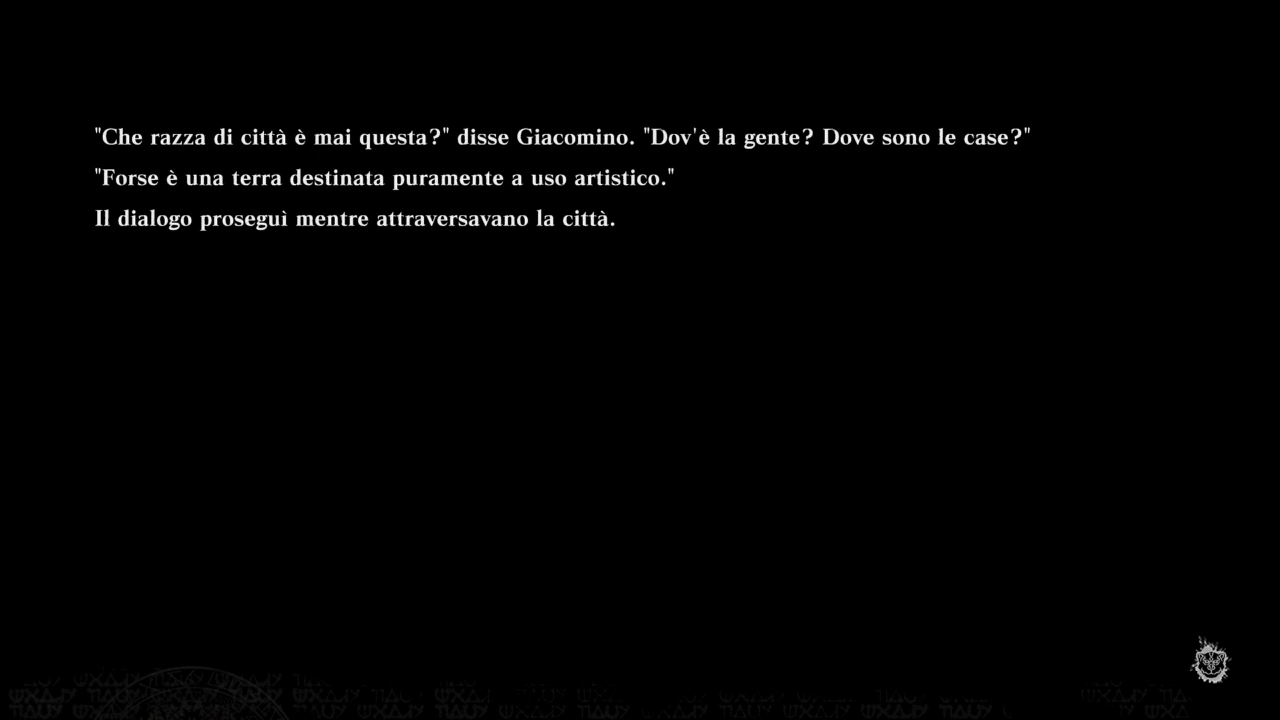 "Che razza di città è mai questa?" disse Giacomino. "Dov'è la gente? Dove sono le case?"
"Forse è una terra destinata puramente a uso artistico."
Il dialogo proseguì mentre attraversavano la città.